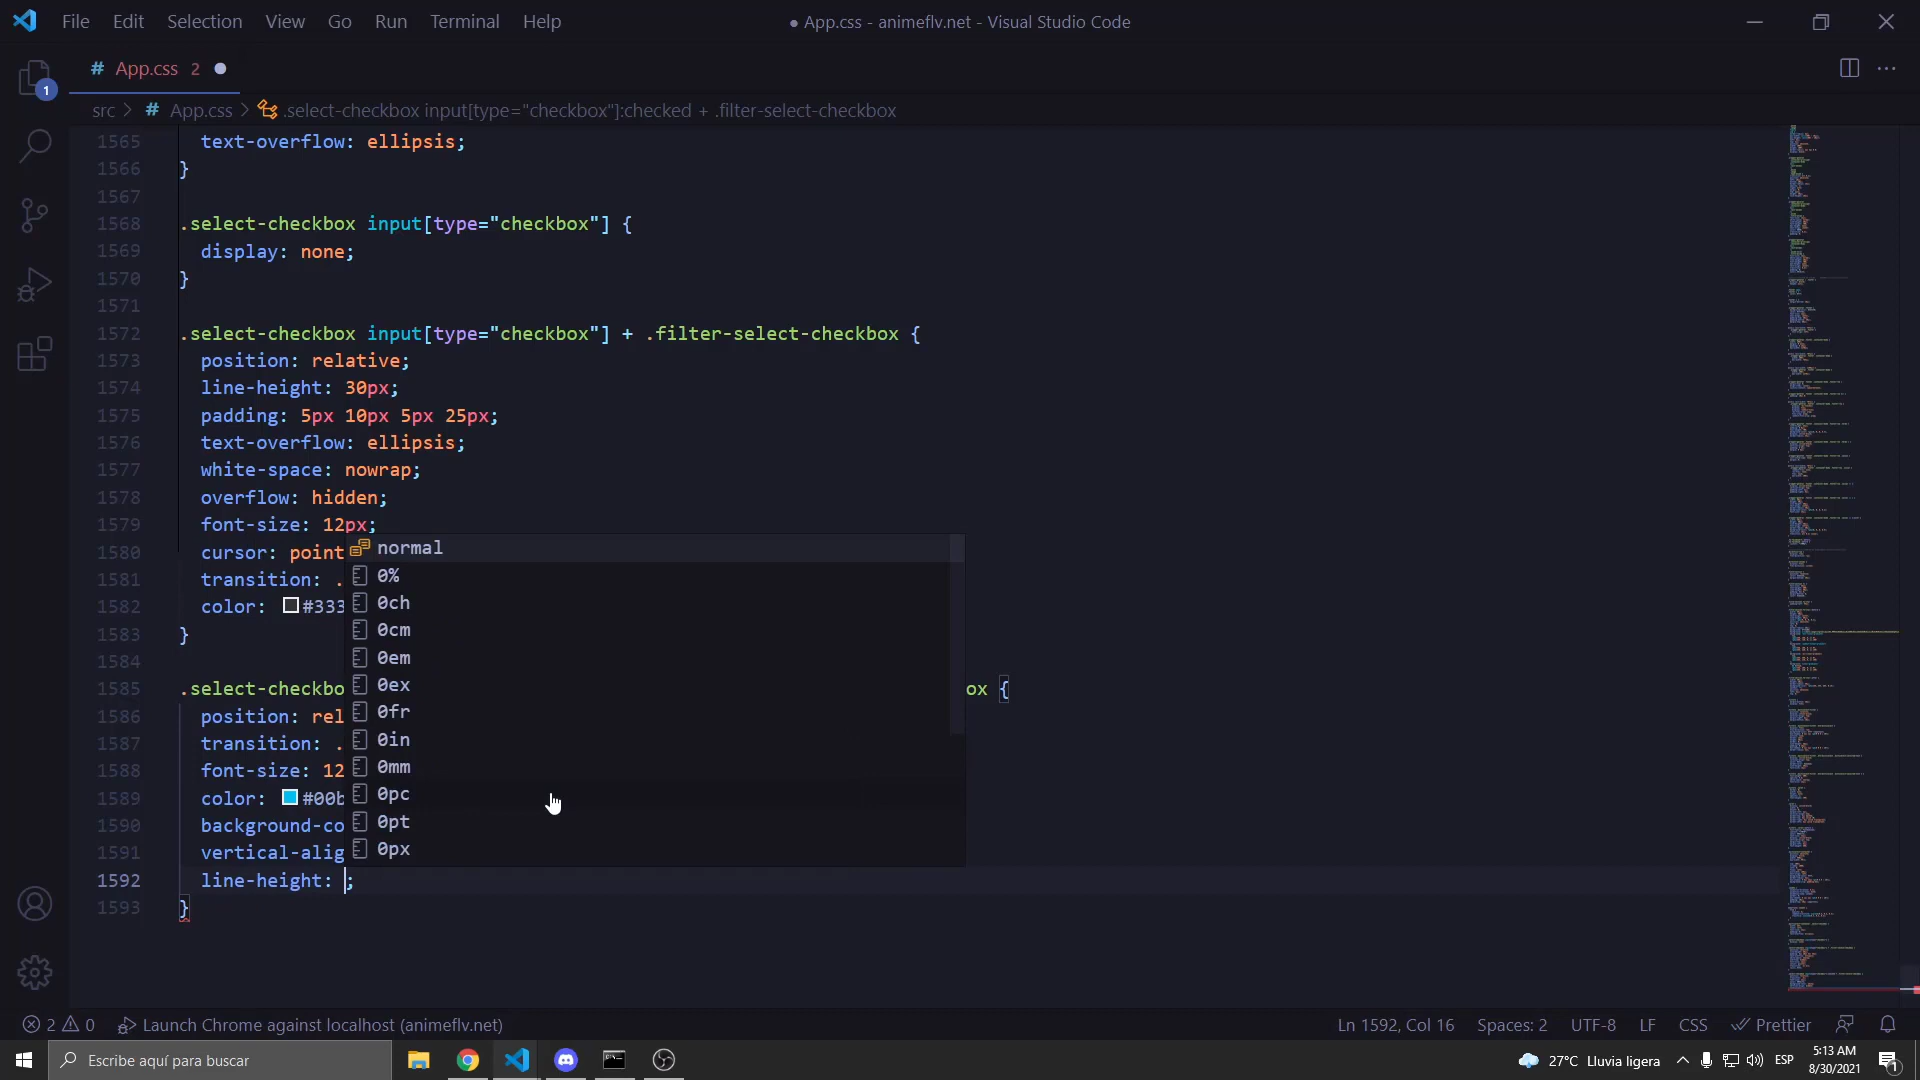 File Edit Selection View Go Run Terminal Help
● App.css - animeflv.net - Visual Studio Code
# App.css 2 ●
src > # App.css > .select-checkbox input[type="checkbox"]:checked + .filter-select-checkbox
1
1565 text-overflow: ellipsis;
1566 }
1567
1568 .select-checkbox input[type="checkbox"] {
1569 display: none;
1570 }
1571
1572 .select-checkbox input[type="checkbox"] + .filter-select-checkbox {
1573 position: relative;
1574 line-height: 30px;
1575 padding: 5px 10px 5px 25px;
1576 text-overflow: ellipsis;
1577 white-space: nowrap;
1578 overflow: hidden;
1579 font-size: 12px;
1580 cursor: point
1581 transition: .
1582 color: #333
1583 }
1584
1585 .select-checkbo ox {
1586 position: rel
1587 transition: .
1588 font-size: 12
1589 color: #00b
1590 background-co
1591 vertical-alig
1592 line-height: ;
1593 }
normal
0%
0ch
0cm
0em
0ex
0fr
0in
0mm
0pc
0pt
0px
2 0 Launch Chrome against localhost (animeflv.net)
Ln 1592, Col 16 Spaces: 2 UTF-8 LF CSS Prettier
Escribe aquí para buscar
27°C Lluvia ligera ESP
5:13 AM
8/30/2021
1